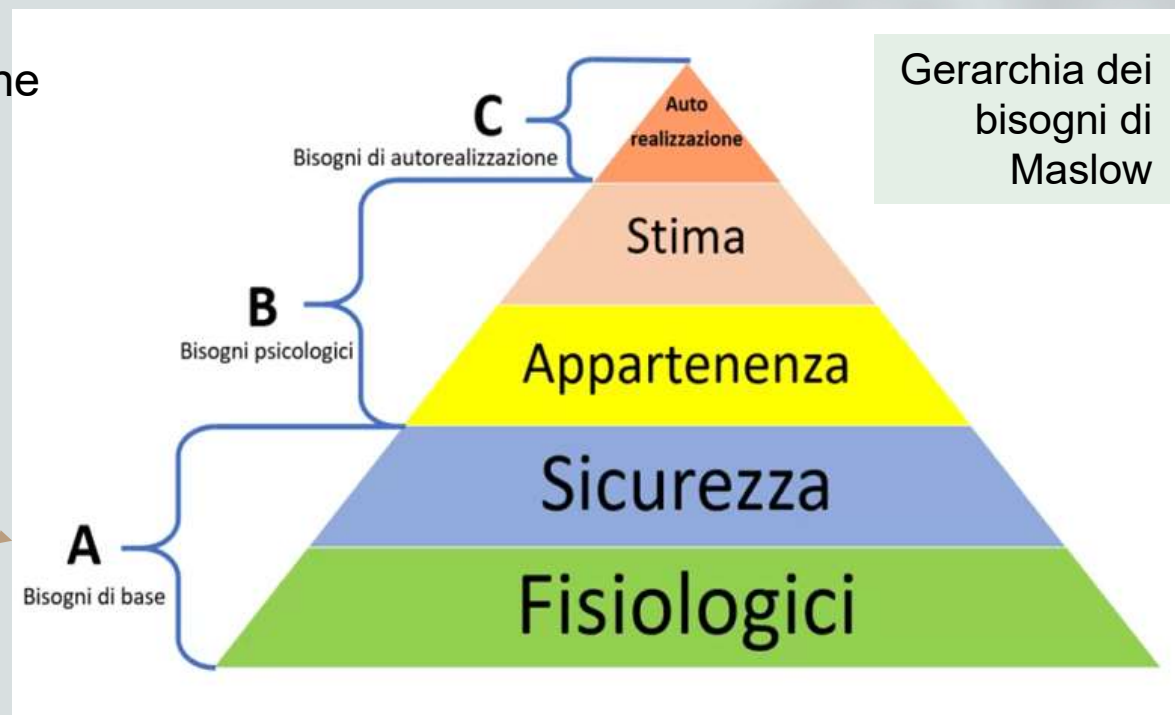 Gerarchia dei
bisogni di
Maslow
C
Bisogni di autorealizzazione
Auto
realizzazione
B
Bisogni psicologici
Stima
Appartenenza
A
Bisogni di base
Sicurezza
Fisiologici